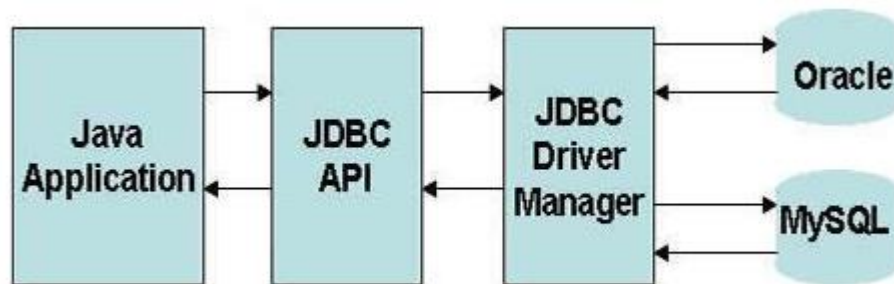 Java
Application
JDBC
API
JDBC
Driver
Manager
Oracle
MySQL